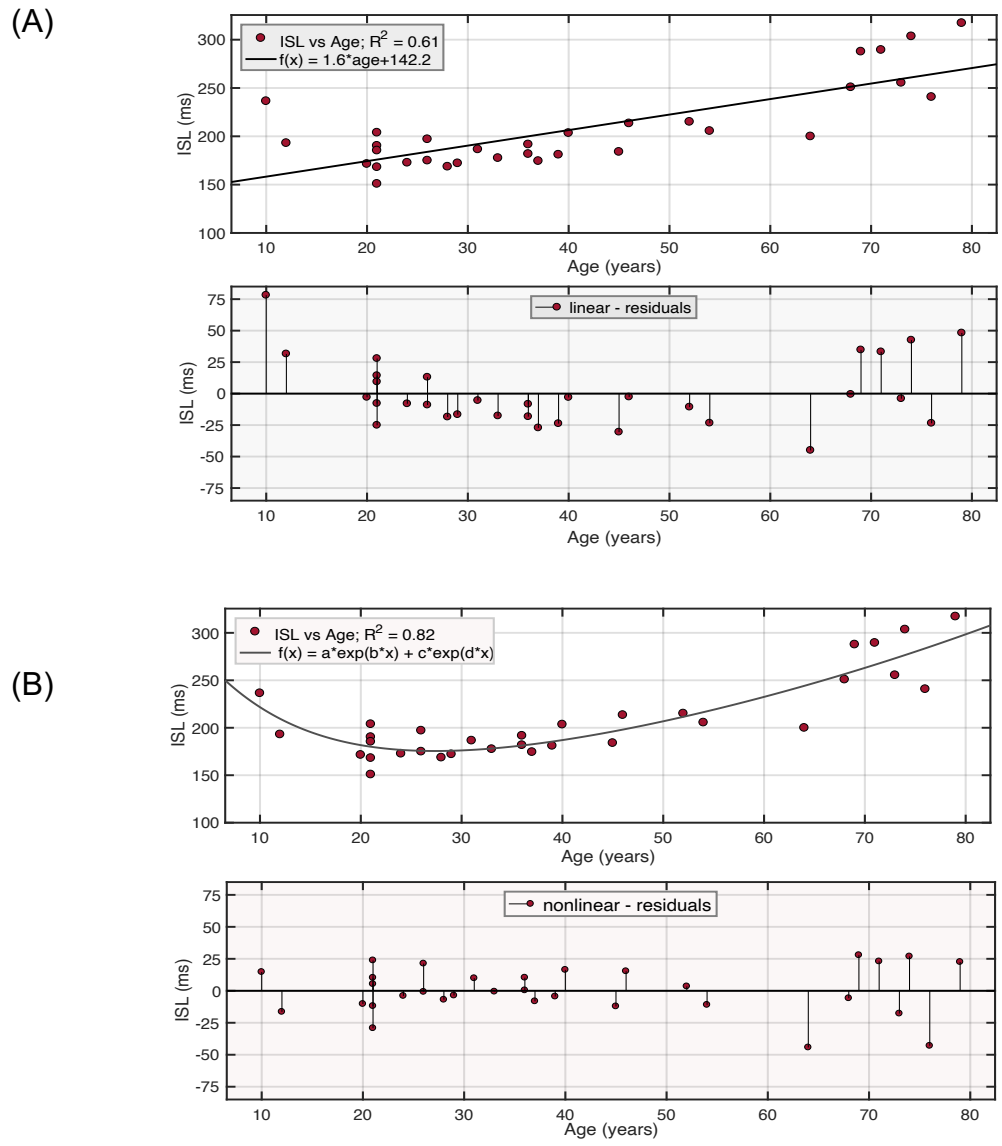 (A)
ISL (ms)
300
250
200
150
100
ISL vs Age; R² = 0.61
f(x) = 1.6*age+142.2
10 20 30 40 50 60 70 80
Age (years)
ISL (ms)
75
50
25
0
-25
-50
-75
linear - residuals
10 20 30 40 50 60 70 80
Age (years)
(B)
ISL (ms)
300
250
200
150
100
ISL vs Age; R² = 0.82
f(x) = a*exp(b*x) + c*exp(d*x)
10 20 30 40 50 60 70 80
Age (years)
ISL (ms)
75
50
25
0
-25
-50
-75
nonlinear - residuals
10 20 30 40 50 60 70 80
Age (years)